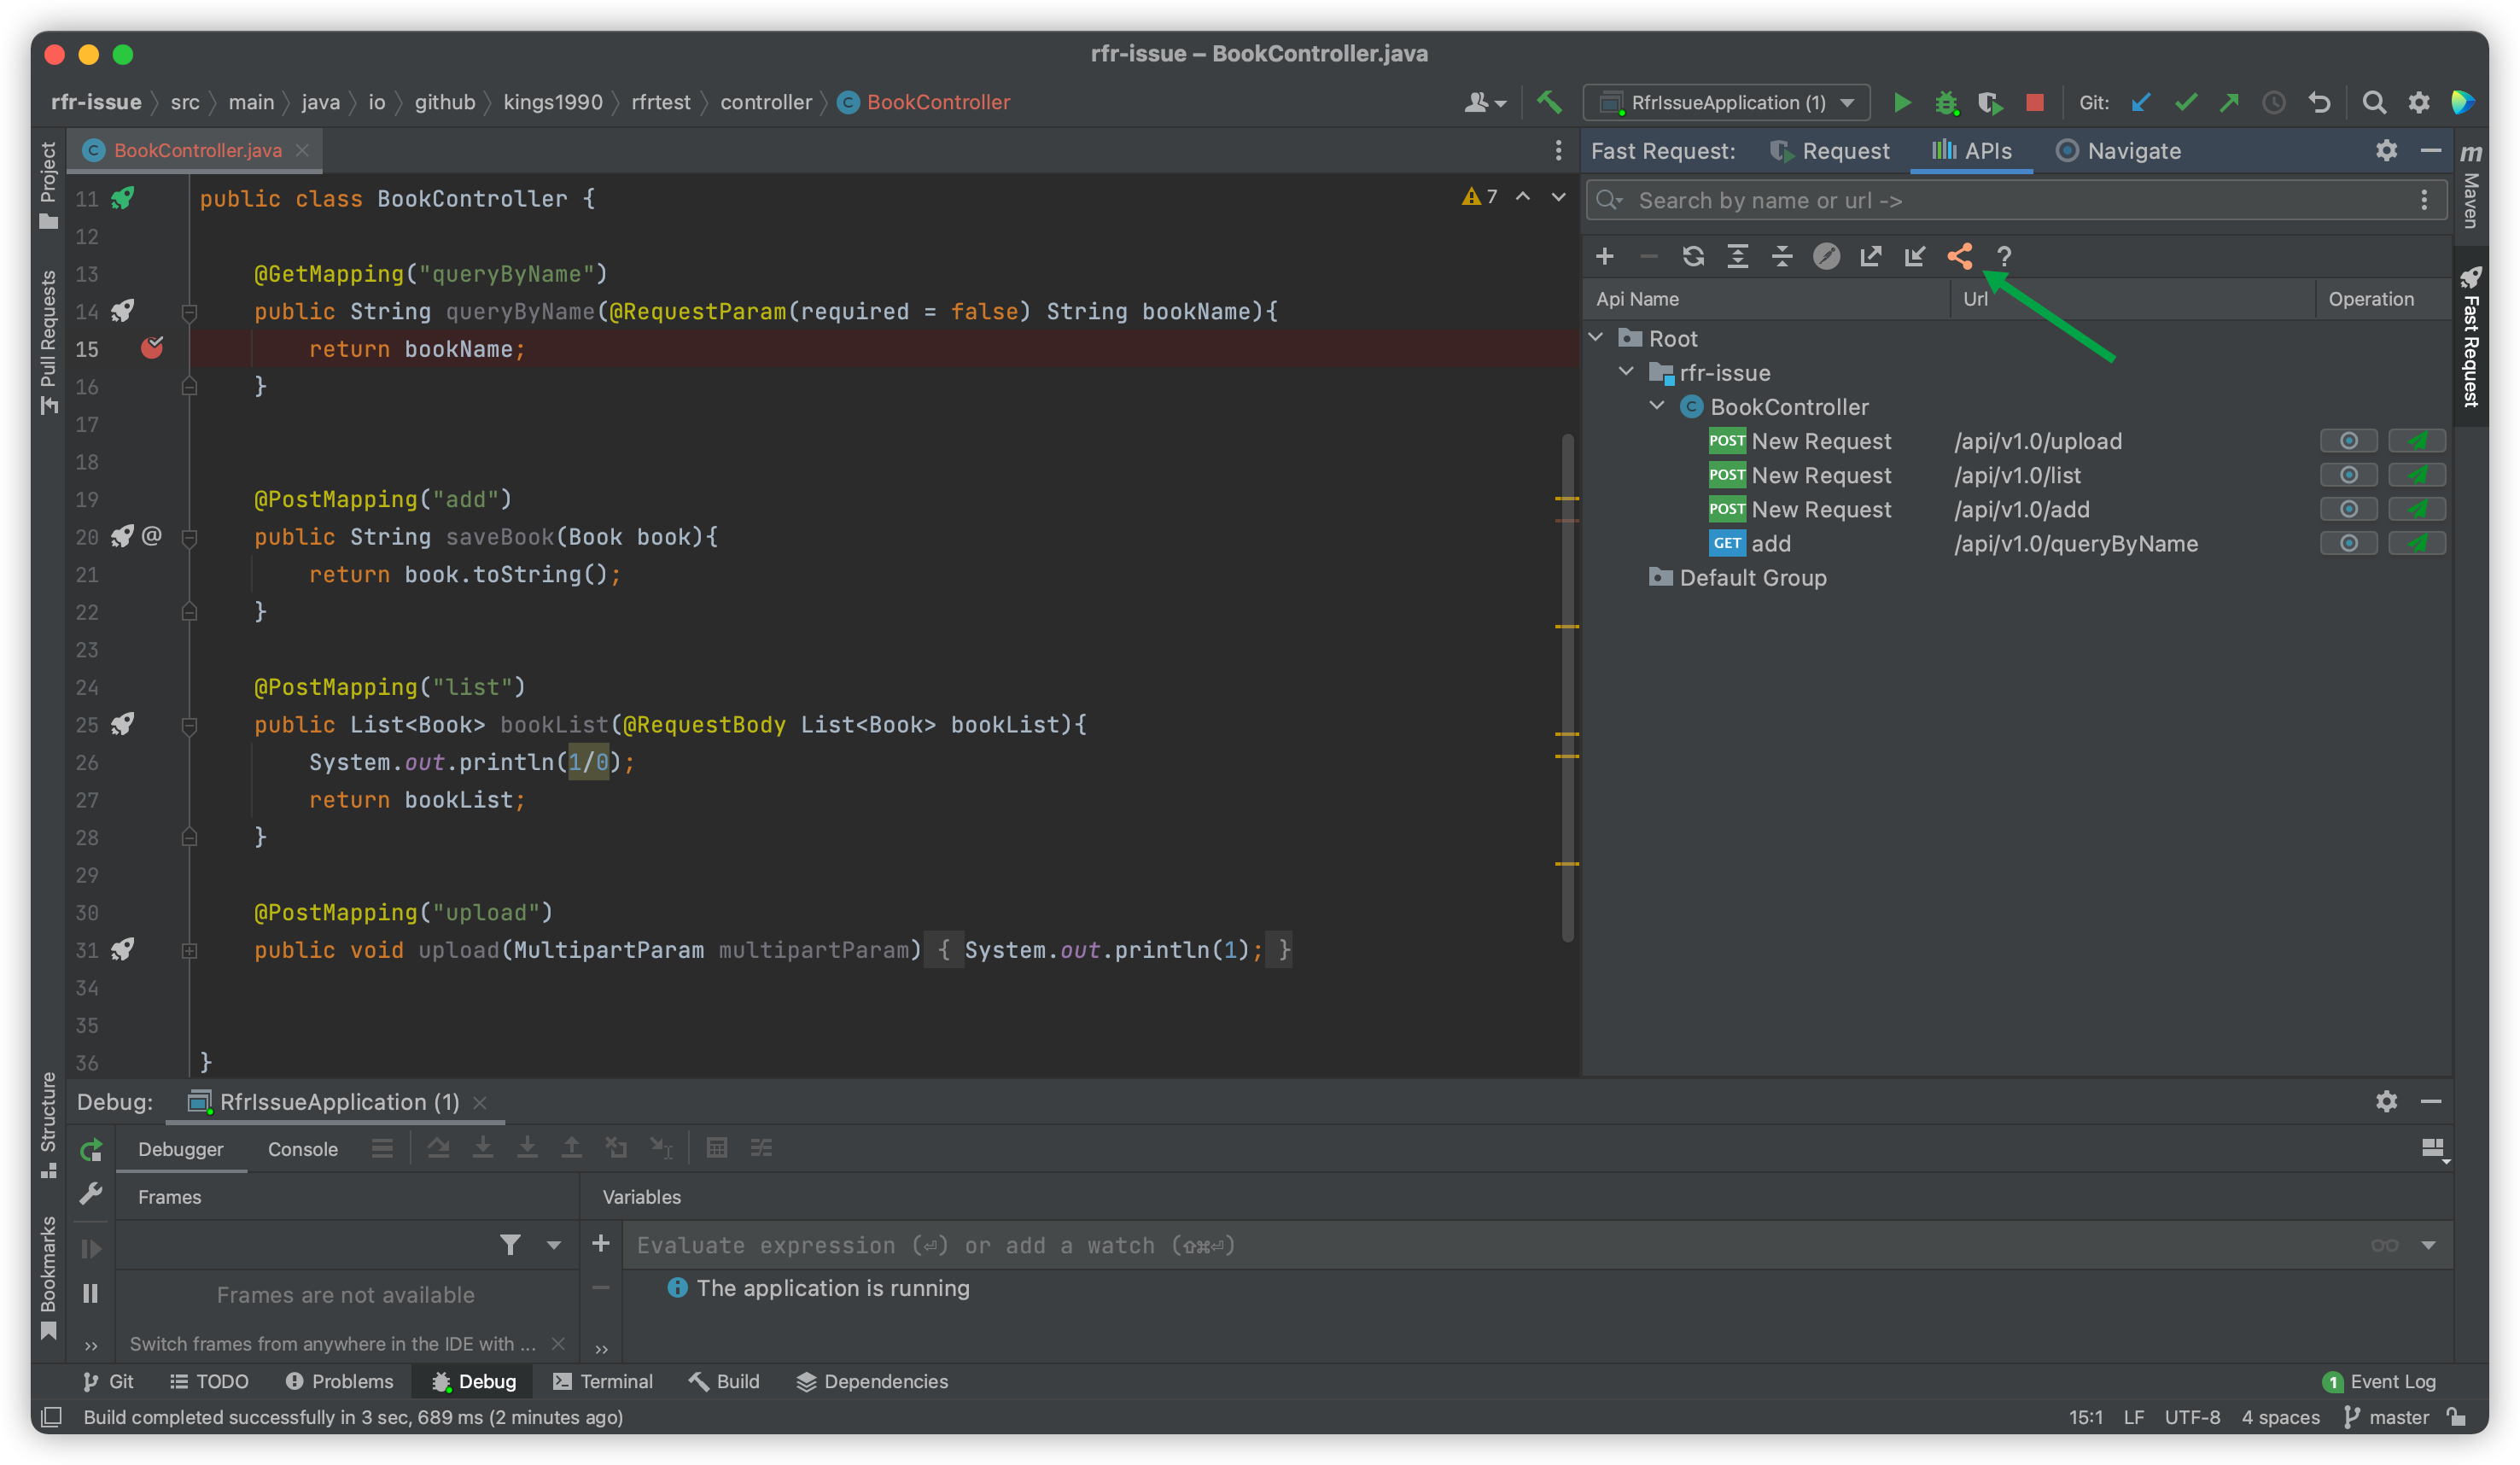 rfr-issue – BookController.java
rfr-issue src main java io github kings1990 rfrtest controller C BookController
RfrIssueApplication (1) Git:
Project
Pull Requests
Structure
Bookmarks
C BookController.java
7
11 public class BookController {
12
13 @GetMapping("queryByName")
14 public String queryByName(@RequestParam(required = false) String bookName){
15 return bookName;
16 }
17
18
19 @PostMapping("add")
20 @ public String saveBook(Book book){
21 return book.toString();
22 }
23
24 @PostMapping("list")
25 public List<Book> bookList(@RequestBody List<Book> bookList){
26 System.out.println(1/0);
27 return bookList;
28 }
29
30 @PostMapping("upload")
31 public void upload(MultipartParam multipartParam) { System.out.println(1); }
34
35
36 }
Fast Request: Request APIs Navigate
Search by name or url ->
?
Api Name Url Operation
Root
rfr-issue
C BookController
POST New Request /api/v1.0/upload
POST New Request /api/v1.0/list
POST New Request /api/v1.0/add
GET add /api/v1.0/queryByName
Default Group
m Maven
Fast Request
Debug: RfrIssueApplication (1)
Debugger Console
Frames Variables
Evaluate expression (⏎) or add a watch (⇧⌘⏎)
Frames are not available
The application is running
Switch frames from anywhere in the IDE with ...
Git TODO Problems Debug Terminal Build Dependencies 1 Event Log
Build completed successfully in 3 sec, 689 ms (2 minutes ago) 15:1 LF UTF-8 4 spaces master